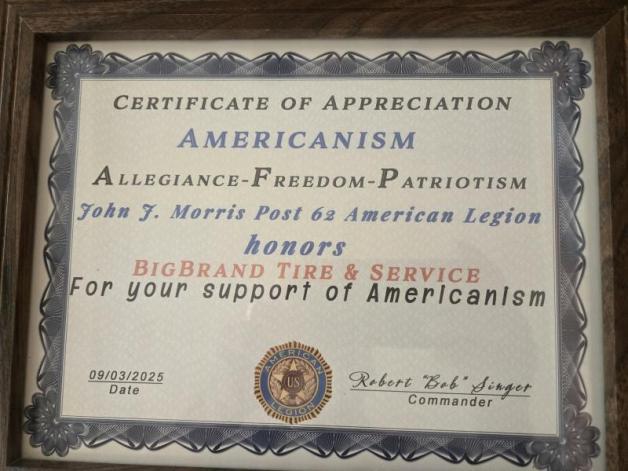 CERTIFICATE OF APPRECIATION
AMERICANISM
ALLEGIANCE-FREEDOM-PATRIOTISM
John J. Morris Post 62 American Legion
honors
BIGBRAND TIRE & SERVICE
For your support of Americanism
09/03/2025
Date
AMERICAN
US
LEGION
Robert "Bob" Singer
Commander